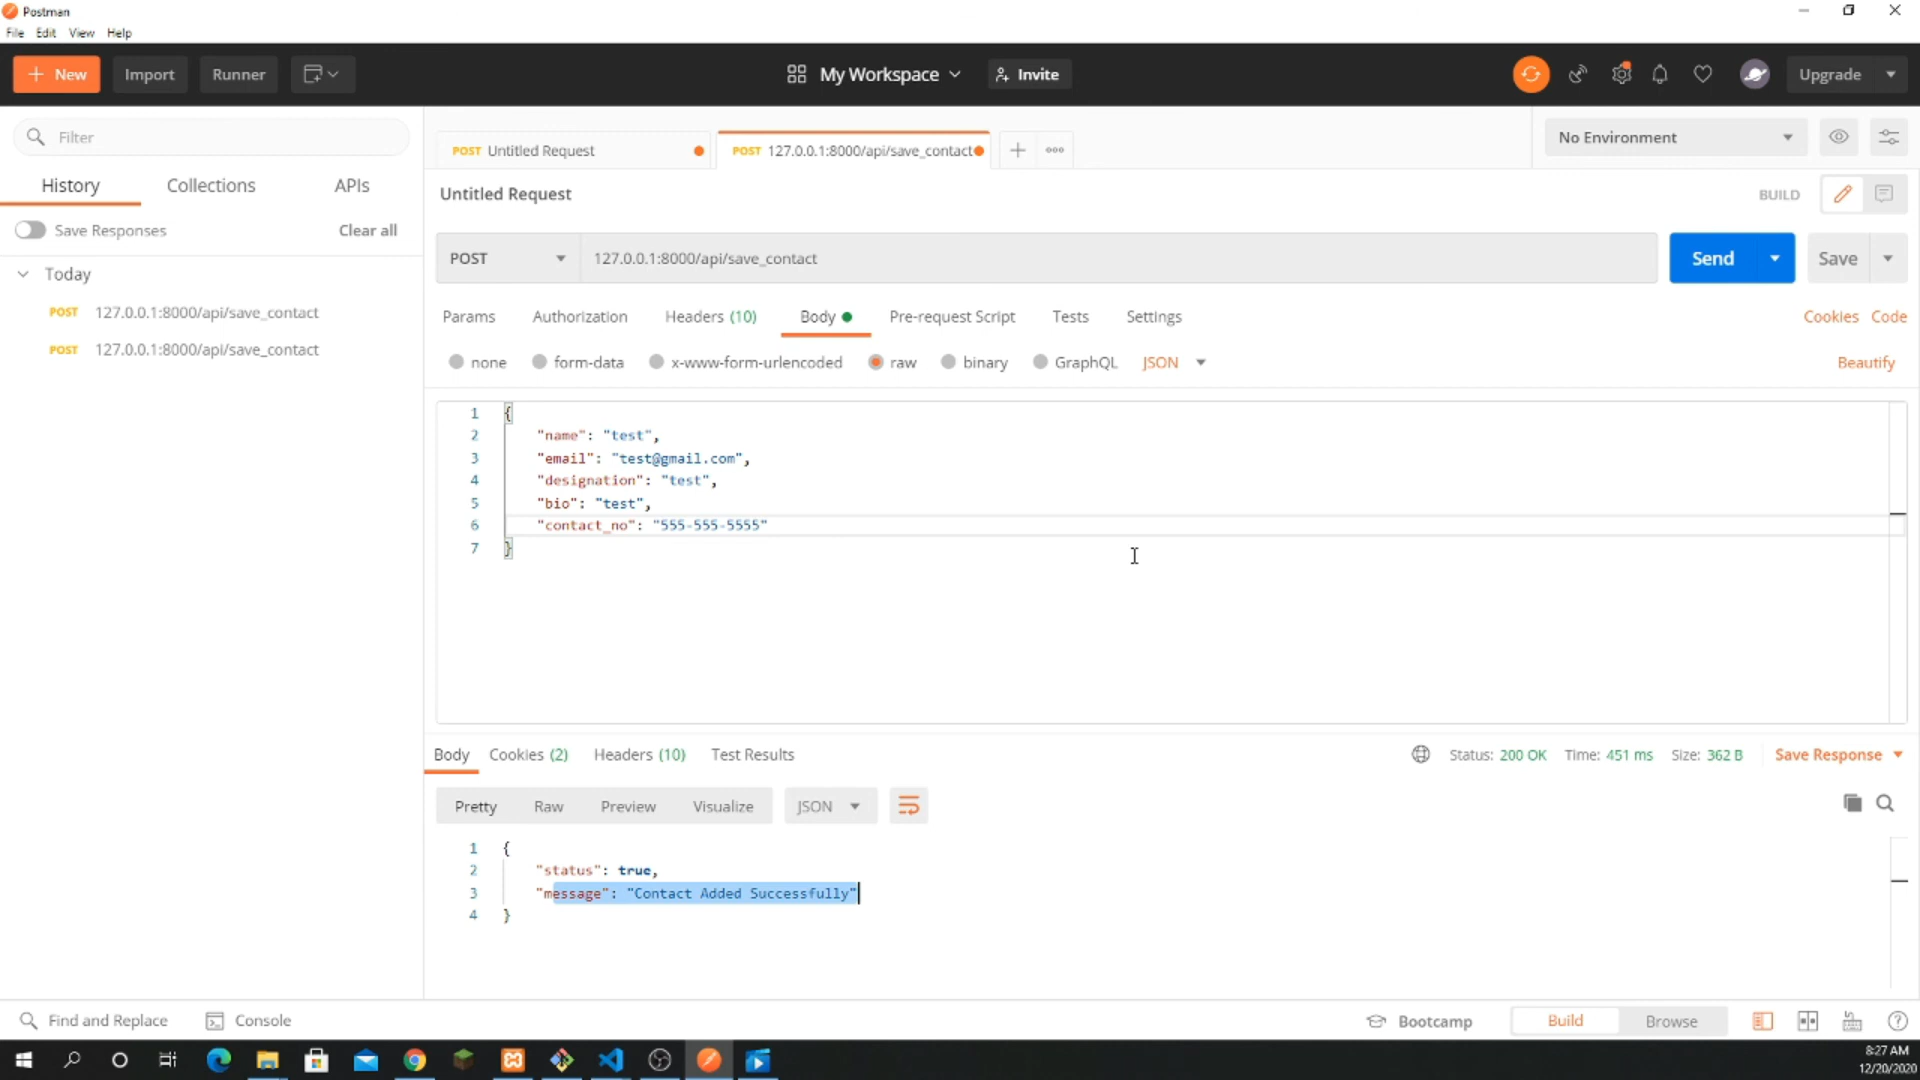 Postman
File Edit View Help
+ New Import Runner My Workspace Invite Upgrade
Filter
History Collections APIs
Save Responses Clear all
Today
POST 127.0.0.1:8000/api/save_contact
POST 127.0.0.1:8000/api/save_contact
POST Untitled Request POST 127.0.0.1:8000/api/save_contact No Environment
Untitled Request BUILD
POST 127.0.0.1:8000/api/save_contact Send Save
Params Authorization Headers (10) Body Pre-request Script Tests Settings Cookies Code
none form-data x-www-form-urlencoded raw binary GraphQL JSON Beautify
1 {
2 "name": "test",
3 "email": "test@gmail.com",
4 "designation": "test",
5 "bio": "test",
6 "contact_no": "555-555-5555"
7 }
Body Cookies (2) Headers (10) Test Results Status: 200 OK Time: 451 ms Size: 362 B Save Response
Pretty Raw Preview Visualize JSON
1 {
2 "status": true,
3 "message": "Contact Added Successfully"
4 }
Find and Replace Console Bootcamp Build Browse
8:27 AM
12/20/2020